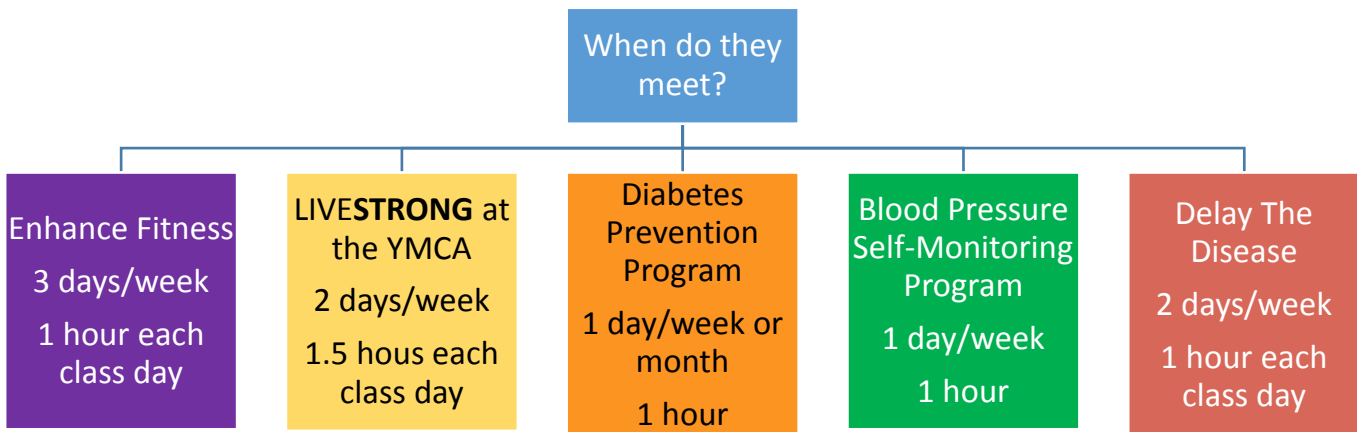 When do they
meet?
Enhance Fitness
3 days/week
1 hour each
class day
LIVESTRONG at
the YMCA
2 days/week
1.5 hous each
class day
Diabetes
Prevention
Program
1 day/week or
month
1 hour
Blood Pressure
Self-Monitoring
Program
1 day/week
1 hour
Delay The
Disease
2 days/week
1 hour each
class day